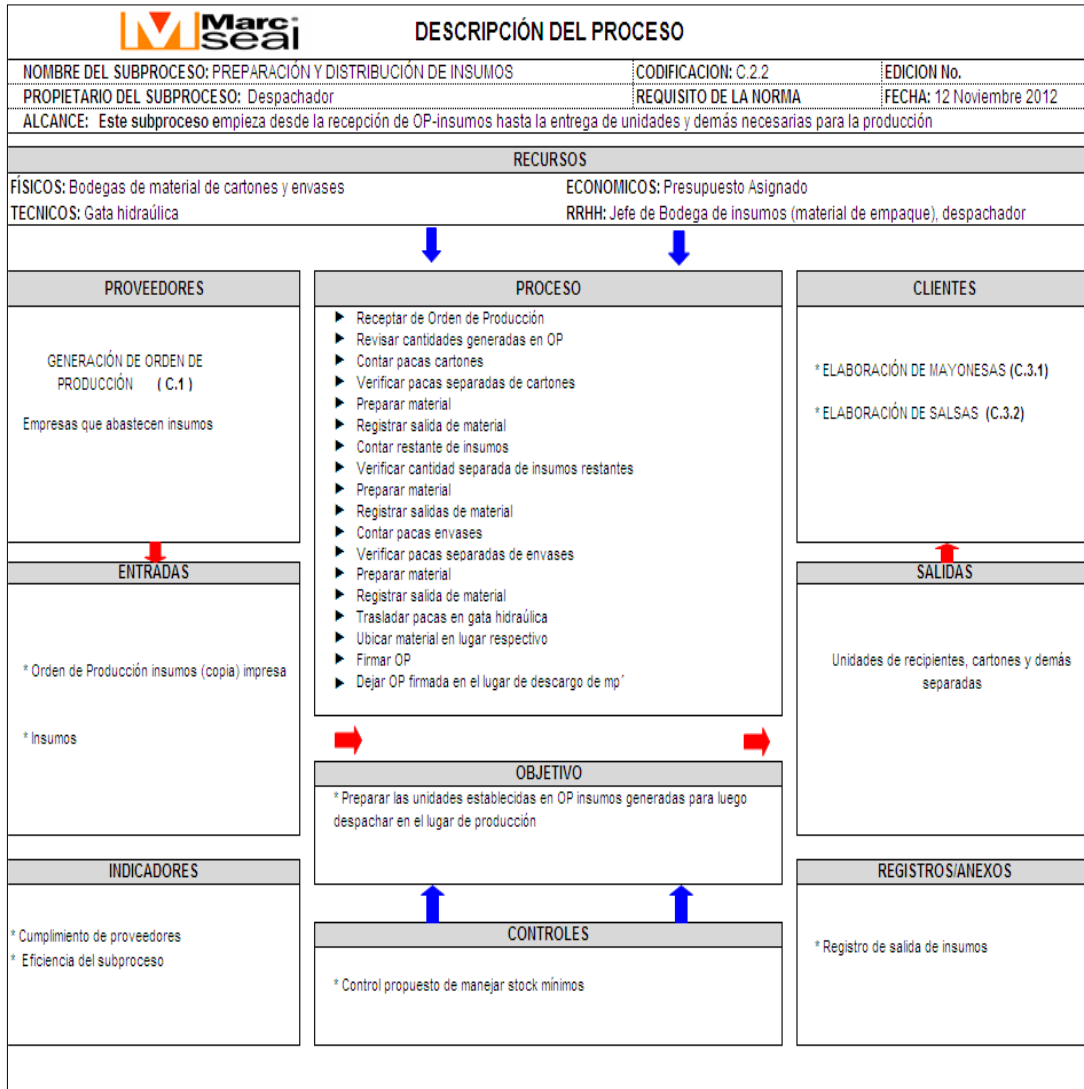 Marc
seal
DESCRIPCIÓN DEL PROCESO
NOMBRE DEL SUBPROCESO: PREPARACIÓN Y DISTRIBUCIÓN DE INSUMOS
CODIFICACION: C.2.2
EDICION No.
PROPIETARIO DEL SUBPROCESO: Despachador
REQUISITO DE LA NORMA
FECHA: 12 Noviembre 2012
ALCANCE: Este subproceso empieza desde la recepción de OP-insumos hasta la entrega de unidades y demás necesarias para la producción
RECURSOS
FÍSICOS: Bodegas de material de cartones y envases
ECONOMICOS: Presupuesto Asignado
TECNICOS: Gata hidraúlica
RRHH: Jefe de Bodega de insumos (material de empaque), despachador
PROVEEDORES
GENERACIÓN DE ORDEN DE
PRODUCCIÓN ( C.1 )
Empresas que abastecen insumos
PROCESO
Receptar de Orden de Producción
Revisar cantidades generadas en OP
Contar pacas cartones
Verificar pacas separadas de cartones
Preparar material
Registrar salida de material
Contar restante de insumos
Verificar cantidad separada de insumos restantes
Preparar material
Registrar salidas de material
Contar pacas envases
Verificar pacas separadas de envases
Preparar material
Registrar salida de material
Trasladar pacas en gata hidraúlica
Ubicar material en lugar respectivo
Firmar OP
Dejar OP firmada en el lugar de descargo de mp´
CLIENTES
* ELABORACIÓN DE MAYONESAS (C.3.1)
* ELABORACIÓN DE SALSAS (C.3.2)
ENTRADAS
* Orden de Producción insumos (copia) impresa
* Insumos
SALIDAS
Unidades de recipientes, cartones y demás
separadas
OBJETIVO
* Preparar las unidades establecidas en OP insumos generadas para luego
despachar en el lugar de producción
INDICADORES
* Cumplimiento de proveedores
* Eficiencia del subproceso
CONTROLES
* Control propuesto de manejar stock mínimos
REGISTROS/ANEXOS
* Registro de salida de insumos